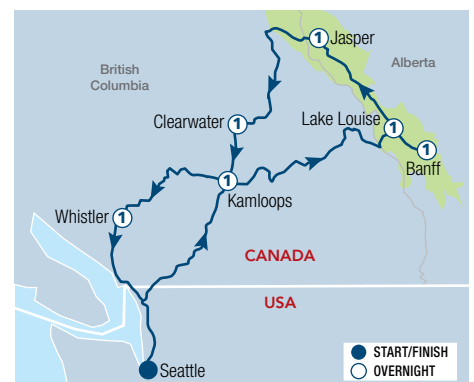 1 Jasper
British
Columbia
Alberta
Clearwater 1
Lake Louise
1
1
Banff
1
Kamloops
Whistler 1
CANADA
USA
Seattle
START/FINISH
OVERNIGHT